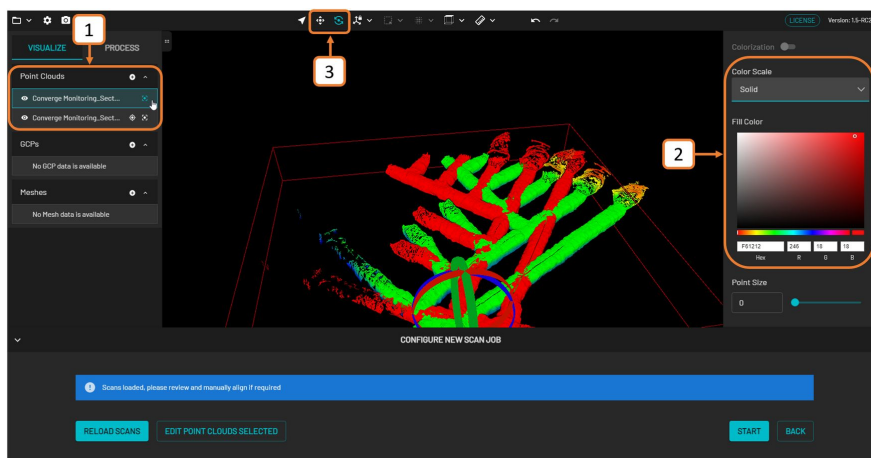 1
LICENSE
Version: 1.5-RC2
3
VISUALIZE
PROCESS
Point Clouds
Converge Monitoring_Sect...
Converge Monitoring_Sect...
GCPs
No GCP data is available
Meshes
No Mesh data is available
2
Colorization
Color Scale
Solid
Fill Color
F61212 246 18 18
Hex R G B
Point Size
0
CONFIGURE NEW SCAN JOB
Scans loaded, please review and manually align if required
RELOAD SCANS
EDIT POINT CLOUDS SELECTED
START
BACK